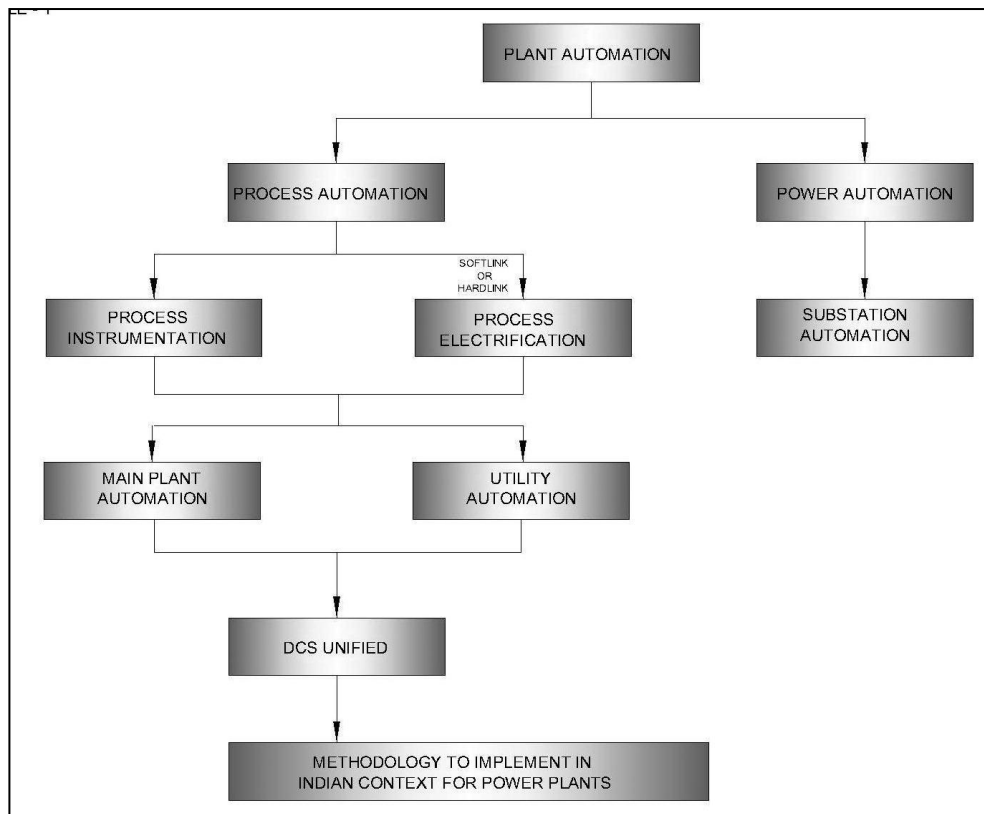 PLANT AUTOMATION
PROCESS AUTOMATION
POWER AUTOMATION
SOFTLINK
OR
HARDLINK
PROCESS
INSTRUMENTATION
PROCESS
ELECTRIFICATION
SUBSTATION
AUTOMATION
MAIN PLANT
AUTOMATION
UTILITY
AUTOMATION
DCS UNIFIED
METHODOLOGY TO IMPLEMENT IN
INDIAN CONTEXT FOR POWER PLANTS